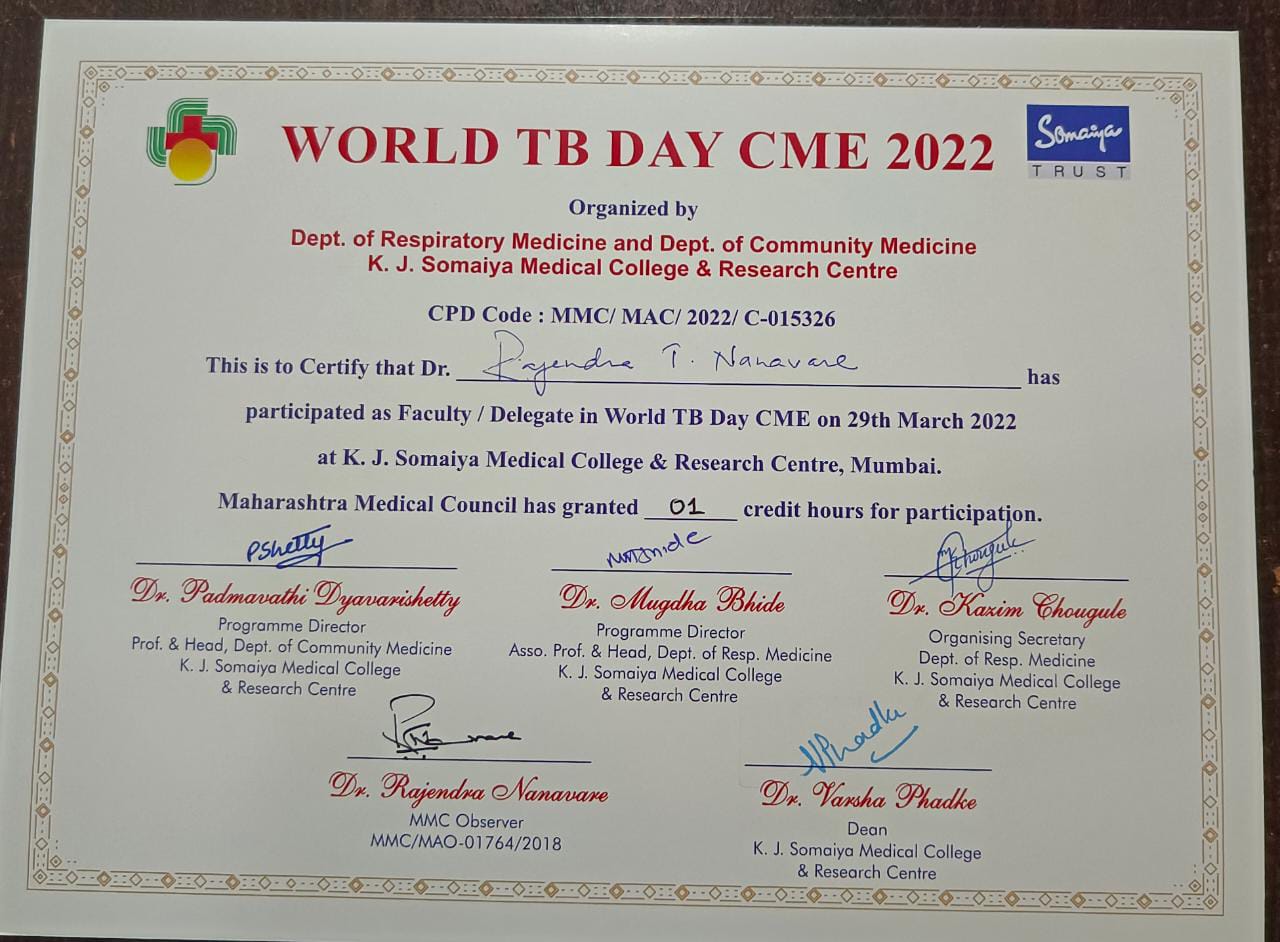 WORLD TB DAY CME 2022
Somaiya
TRUST
Organized by
Dept. of Respiratory Medicine and Dept. of Community Medicine
K. J. Somaiya Medical College & Research Centre
CPD Code : MMC/ MAC/ 2022/ C-015326
This is to Certify that Dr. Rajendra T. Nanavare has
participated as Faculty / Delegate in World TB Day CME on 29th March 2022
at K. J. Somaiya Medical College & Research Centre, Mumbai.
Maharashtra Medical Council has granted 01 credit hours for participation.
PShetty
Dr. Padmavathi Dyavarishetty
Programme Director
Prof. & Head, Dept. of Community Medicine
K. J. Somaiya Medical College
& Research Centre
Dr. Mugdha Bhide
Programme Director
Asso. Prof. & Head, Dept. of Resp. Medicine
K. J. Somaiya Medical College
& Research Centre
Chougule
Dr. Kazim Chougule
Organising Secretary
Dept. of Resp. Medicine
K. J. Somaiya Medical College
& Research Centre
Dr. Rajendra Nanavare
MMC Observer
MMC/MAO-01764/2018
VPhadke
Dr. Varsha Phadke
Dean
K. J. Somaiya Medical College
& Research Centre